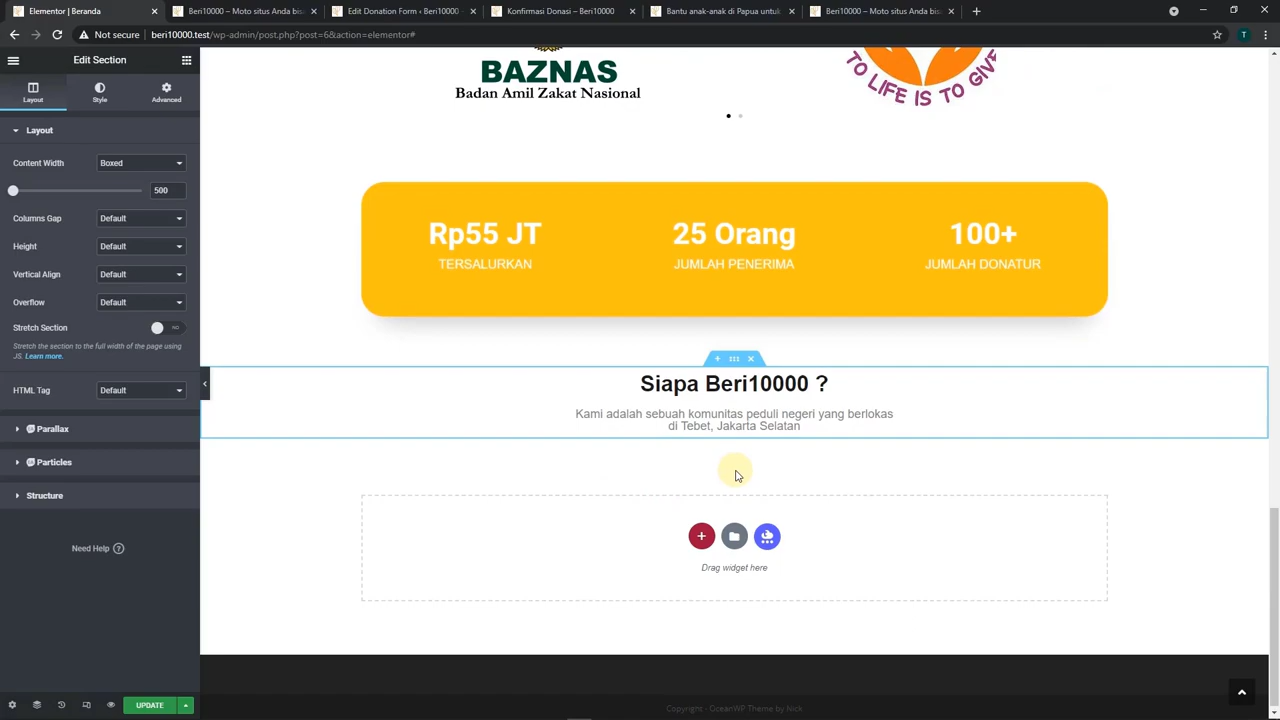 Elementor | Beranda
Beri10000 – Moto situs Anda bis
Edit Donation Form ‹ Beri10000
Konfirmasi Donasi – Beri10000
Bantu anak-anak di Papua untuk
Beri10000 – Moto situs Anda bis
Not secure
beri10000.test/wp-admin/post.php?post=6&action=elementor#
T
Edit Section
Layout
Style
Advanced
Layout
Content Width
Boxed
500
Columns Gap
Default
Height
Default
Vertical Align
Default
Overflow
Default
Stretch Section
NO
Stretch the section to the full width of the page using
JS. Learn more.
HTML Tag
Default
Parallax
Particles
Structure
Need Help ?
UPDATE
BAZNAS
Badan Amil Zakat Nasional
TO LIFE IS TO GIVE
Rp55 JT
TERSALURKAN
25 Orang
JUMLAH PENERIMA
100+
JUMLAH DONATUR
Siapa Beri10000 ?
Kami adalah sebuah komunitas peduli negeri yang berlokas
di Tebet, Jakarta Selatan
Drag widget here
Copyright - OceanWP Theme by Nick